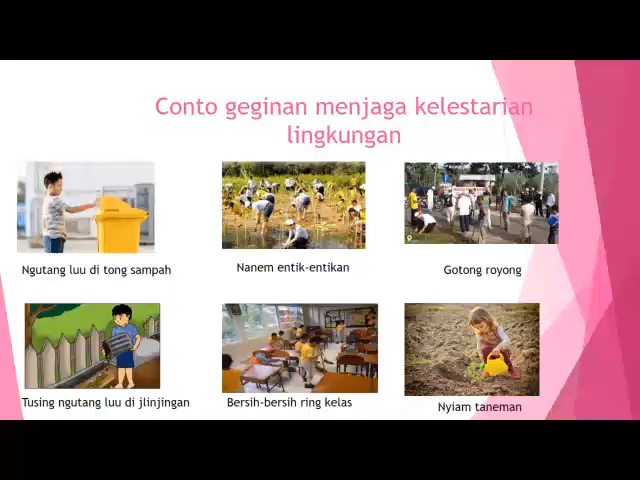 Conto geginan menjaga kelestarian
lingkungan
Ngutang luu di tong sampah
Nanem entik-entikan
Gotong royong
Tusing ngutang luu di jlinjingan
Bersih-bersih ring kelas
Nyiam taneman